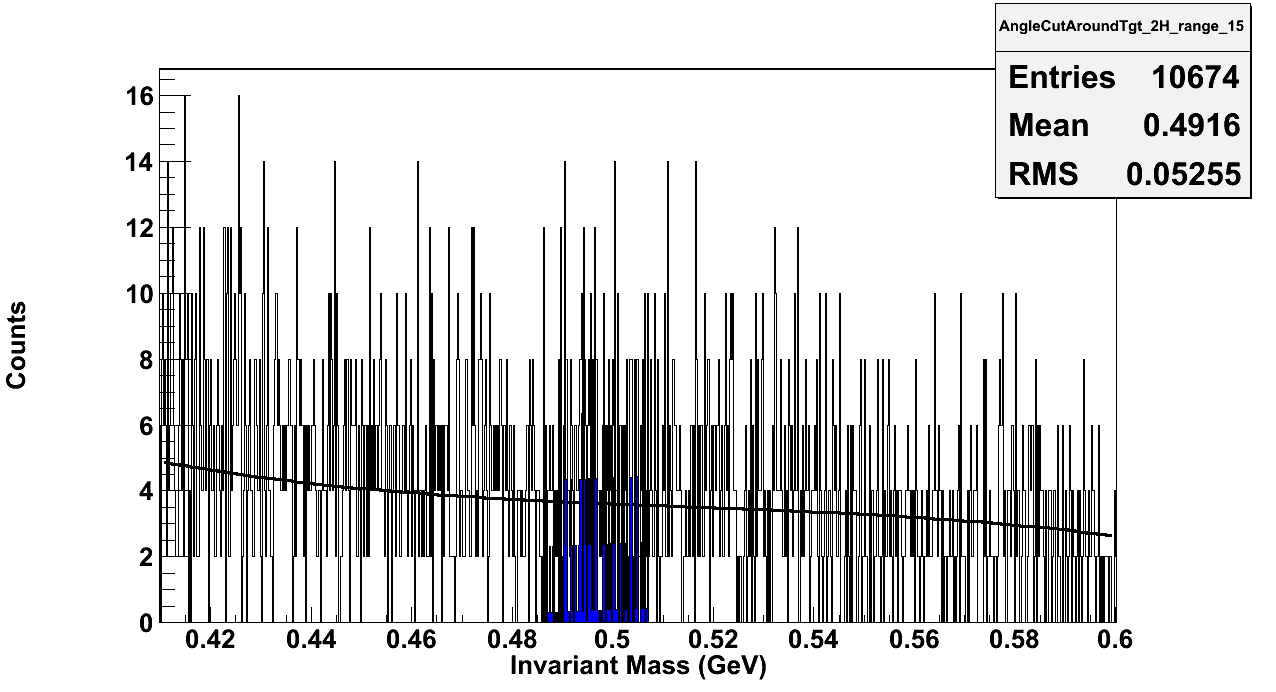 AngleCutAroundTgt_2H_range_15
Entries 10674
Mean 0.4916
RMS 0.05255
Counts
16
14
12
10
8
6
4
2
0
0.42 0.44 0.46 0.48 0.5 0.52 0.54 0.56 0.58 0.6
Invariant Mass (GeV)